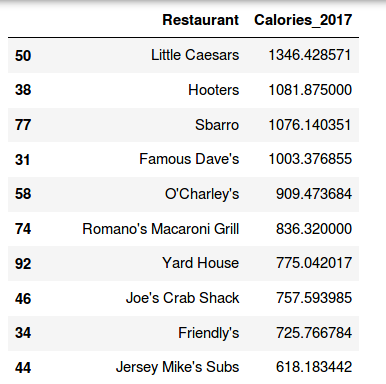 Restaurant Calories_2017
50 Little Caesars 1346.428571
38 Hooters 1081.875000
77 Sbarro 1076.140351
31 Famous Dave's 1003.376855
58 O'Charley's 909.473684
74 Romano's Macaroni Grill 836.320000
92 Yard House 775.042017
46 Joe's Crab Shack 757.593985
34 Friendly's 725.766784
44 Jersey Mike's Subs 618.183442